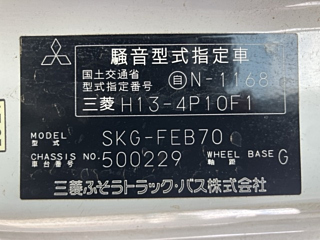 騒音型式指定車
国土交通省
型式指定番号 自 N-1168
三菱 H13-4P10F1
MODEL
型式 SKG-FEB70
CHASSIS NO.
車台番号 500229 WHEEL BASE
軸距 G
三菱ふそうトラック・バス株式会社